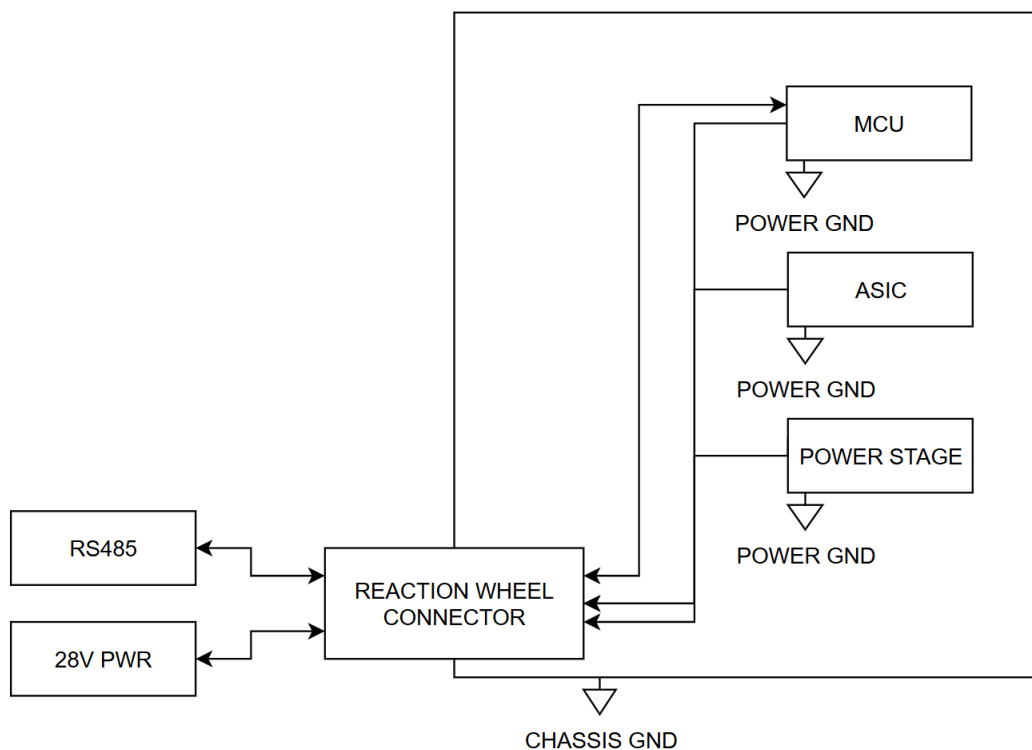 MCU
POWER GND
ASIC
POWER GND
POWER STAGE
POWER GND
RS485
REACTION WHEEL
CONNECTOR
28V PWR
CHASSIS GND